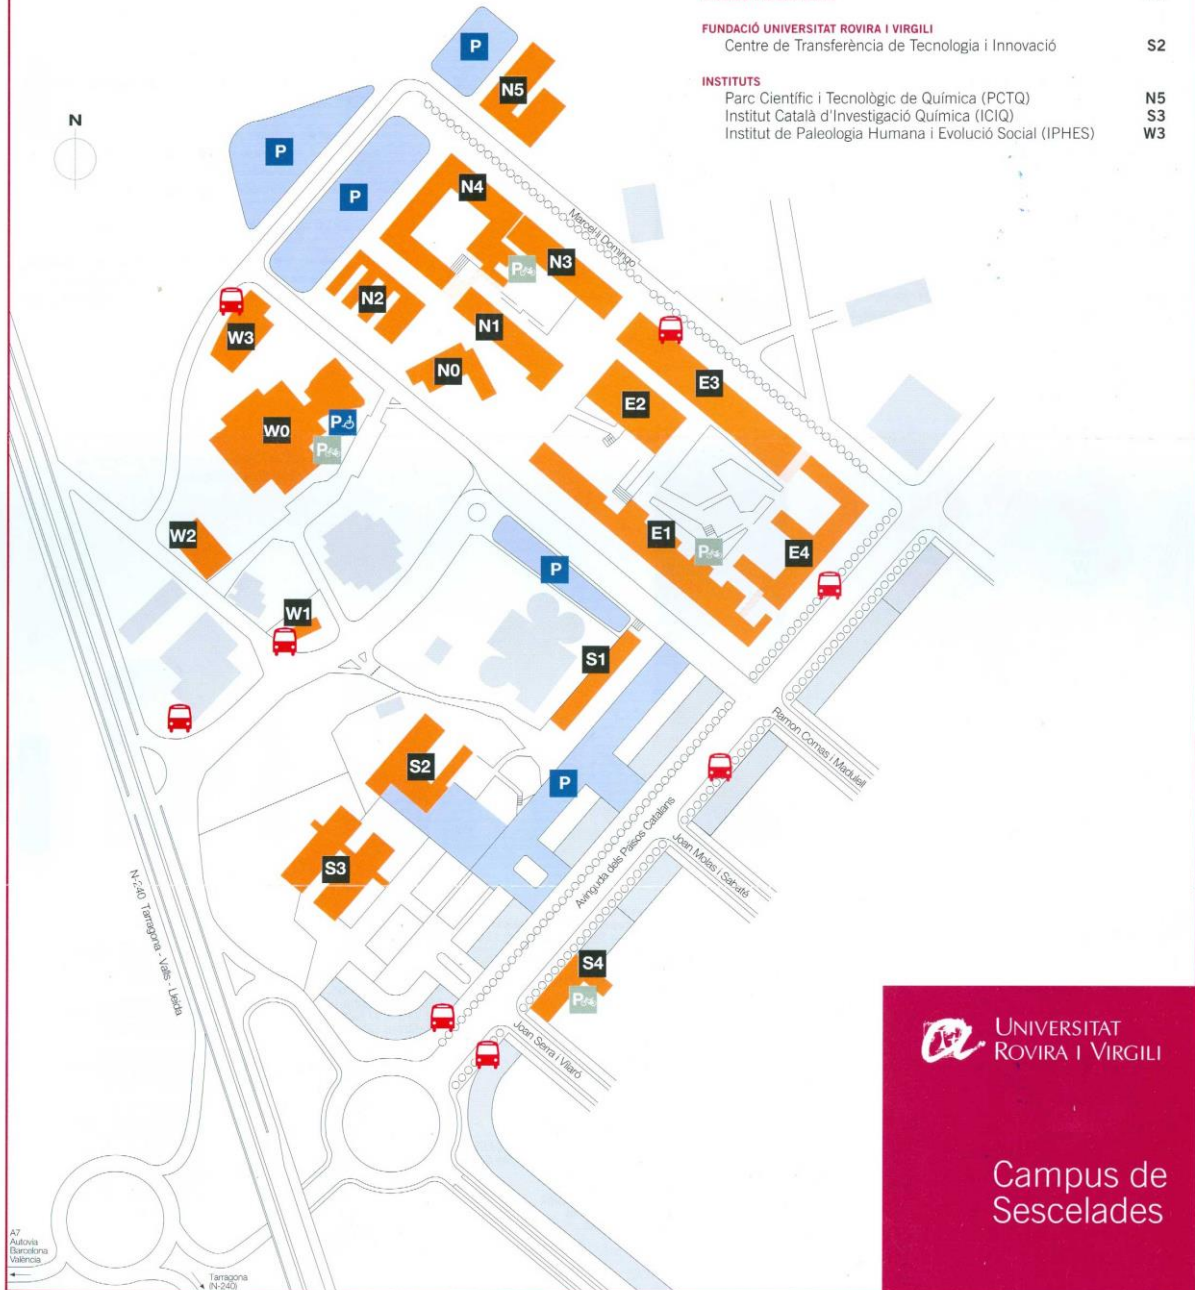 FUNDACIÓ UNIVERSITAT ROVIRA I VIRGILI
Centre de Transferència de Tecnologia i Innovació S2
INSTITUTS
Parc Científic i Tecnològic de Química (PCTQ) N5
Institut Català d'Investigació Química (ICIQ) S3
Institut de Paleologia Humana i Evolució Social (IPHES) W3
N
P
N5
P
P
N4
Marcel·lí Domingo
N3
P
N2
N1
W3
N0
E3
E2
W0
P
P
W2
E1
P
E4
P
W1
S1
Ramon Comas i Madulell
S2
P
Avinguda dels Països Catalans
Joan Molas i Sabaté
S3
N-240 Tarragona - Valls - Lleida
S4
P
Joan Serra i Vilaró
UNIVERSITAT
ROVIRA I VIRGILI
Campus de
Sescelades
A7
Autovia
Barcelona
València
Tarragona
(N-240)